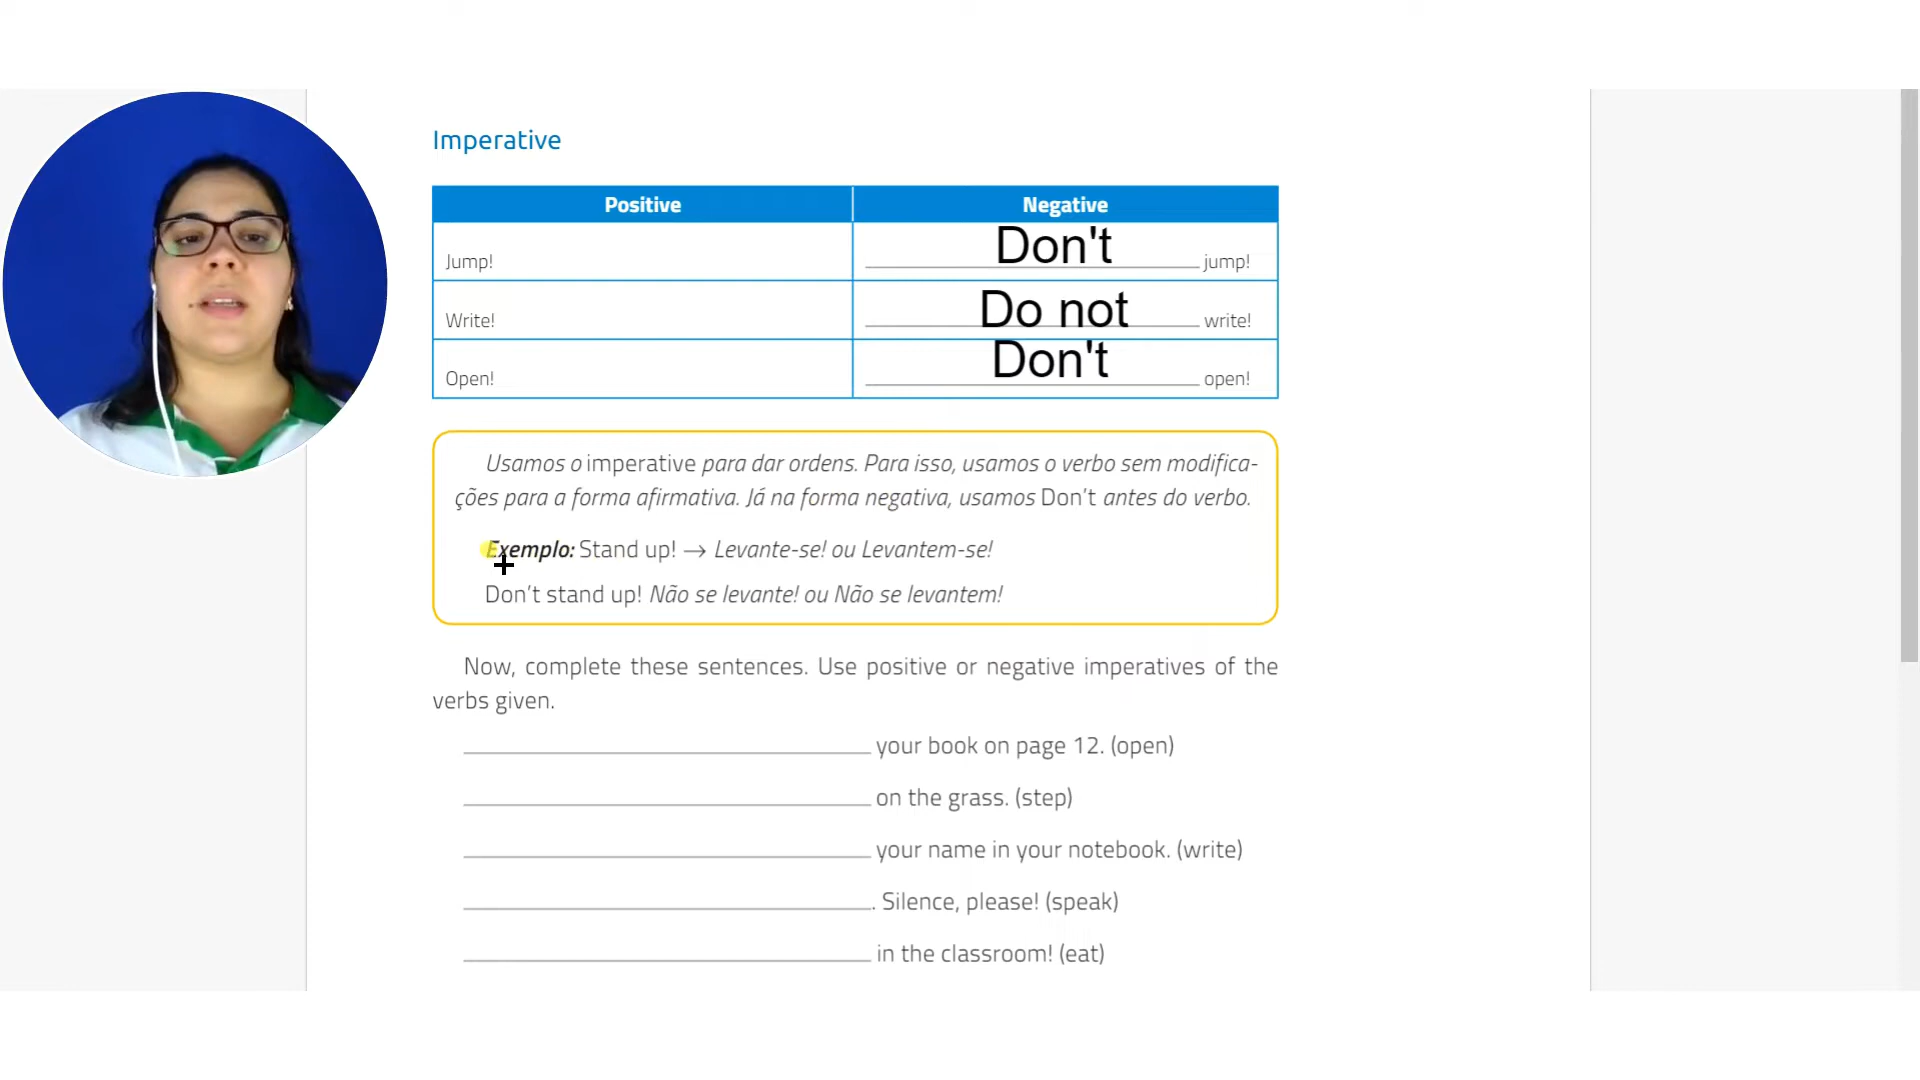 Imperative
Positive Negative
Jump! Don't jump!
Write! Do not write!
Open! Don't open!
Usamos o imperative para dar ordens. Para isso, usamos o verbo sem modifica-
ções para a forma afirmativa. Já na forma negativa, usamos Don't antes do verbo.
Exemplo: Stand up! → Levante-se! ou Levantem-se!
Don't stand up! Não se levante! ou Não se levantem!
Now, complete these sentences. Use positive or negative imperatives of the
verbs given.
your book on page 12. (open)
on the grass. (step)
your name in your notebook. (write)
. Silence, please! (speak)
in the classroom! (eat)